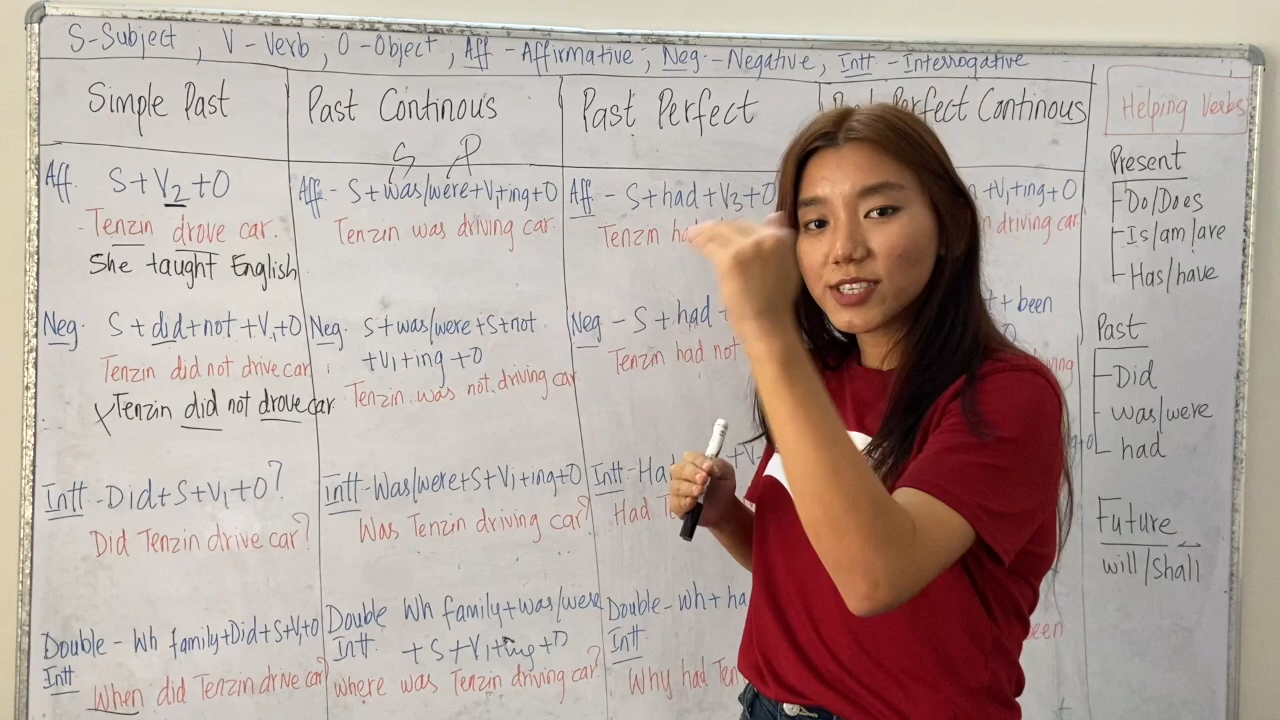 S-Subject, V-Verb, O-Object, Aff-Affirmative, Neg.-Negative, Intt-Interrogative
Simple Past
Aff. S+V2+O
Tenzin drove car.
She taught English
Neg. S+did+not+V1+O
Tenzin did not drive car
X Tenzin did not drove car.
Intt-Did+S+V1+O?
Did Tenzin drive car?
Double - Wh family+Did+S+V1+O
Intt
When did Tenzin drive car?
Past Continous
S P
Aff.- S+was/were+V1+ing+O
Tenzin was driving car.
Neg. S+was/were+S+not
+V1+ing+O
Tenzin was not driving car
Intt-Was/were+S+V1+ing+O
Was Tenzin driving car?
Double Wh family+was/were
Intt. +S+V1+ing+O
where was Tenzin driving car?
Past Perfect
Aff - S+had+V3+O
Tenzin
Neg - S+had+
Tenzin had not
Intt-
Had
Double-wh+
Intt
Why had
Perfect Continous
+V1+ing+O
driving car
+ been
Helping Verbs
Present
Do/Does
Is/am/are
Has/have
Past
Did
was/were
had
Future
will/Shall